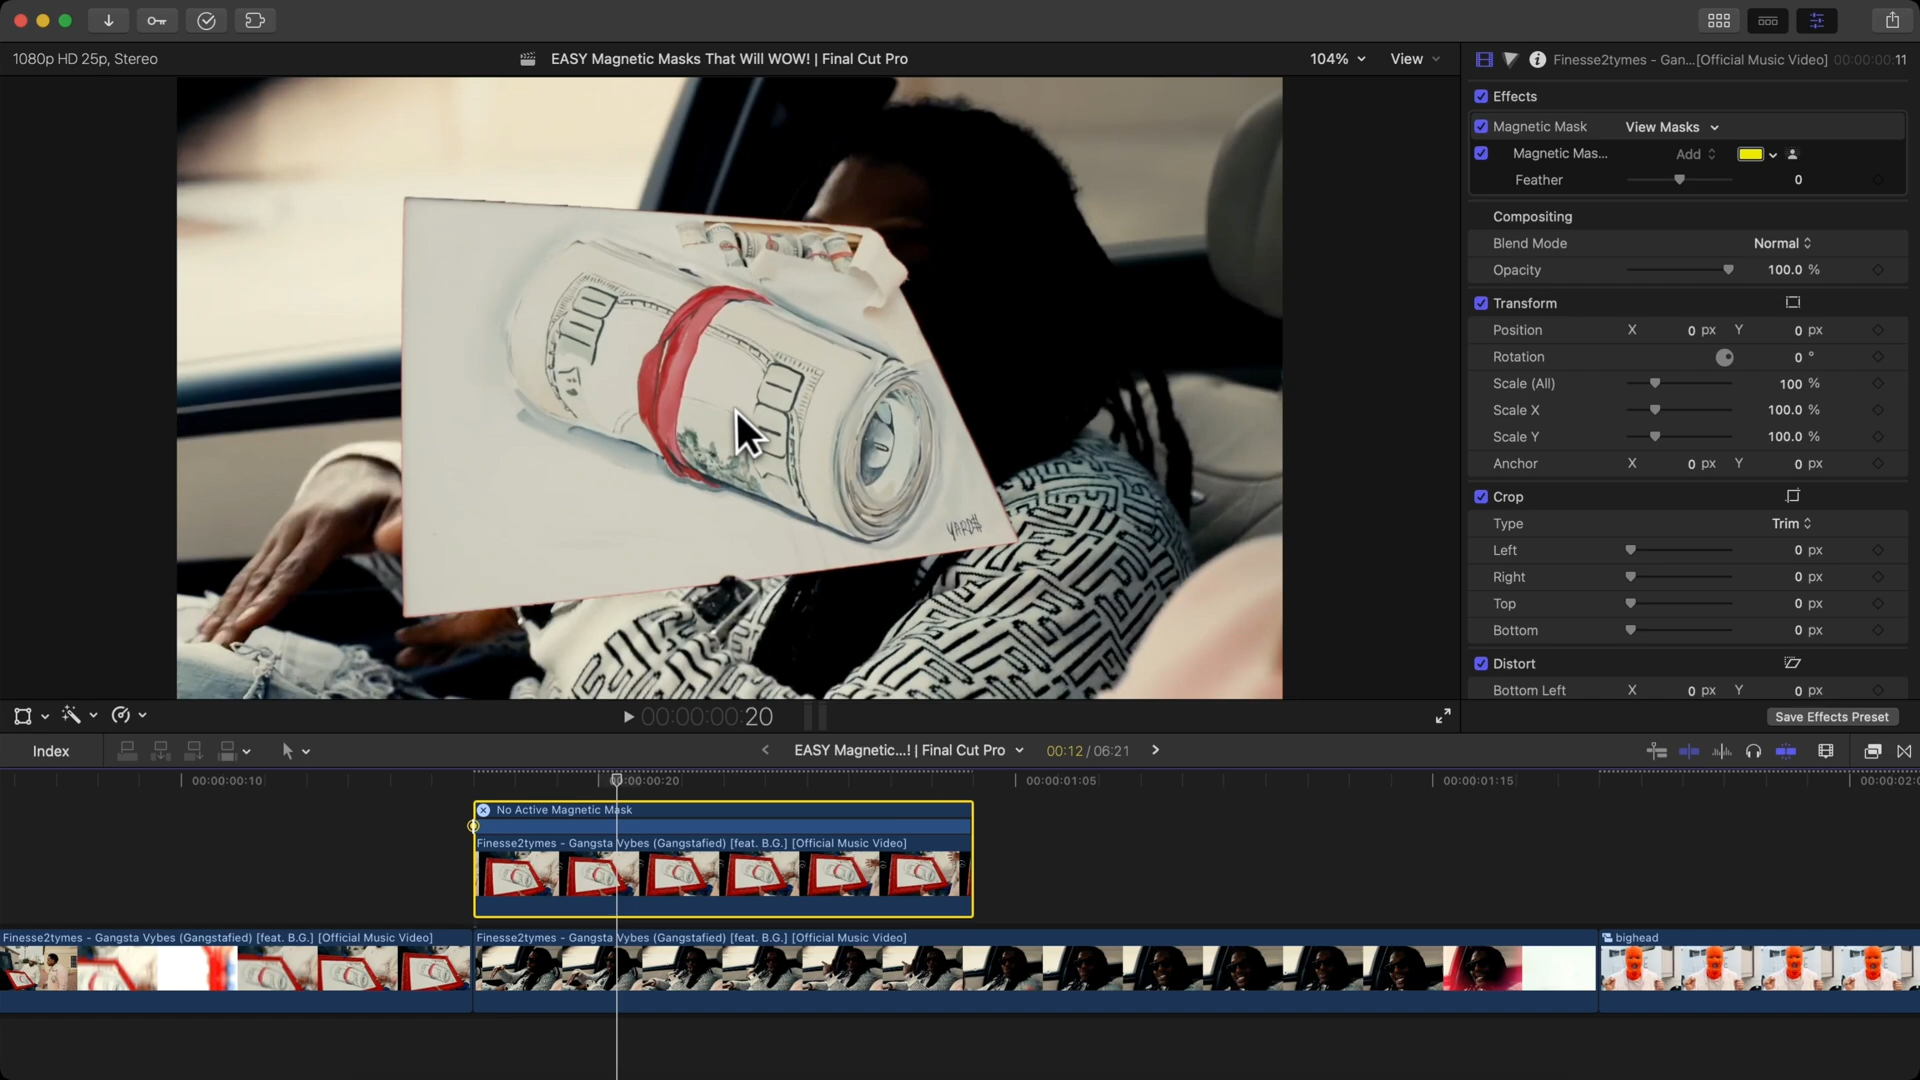 1080p HD 25p, Stereo
EASY Magnetic Masks That Will WOW! | Final Cut Pro
104%
View
Finesse2tymes - Gan...[Official Music Video]
00:00:00:11
Effects
Magnetic Mask
View Masks
Magnetic Mas...
Add
Feather
0
Compositing
Blend Mode
Normal
Opacity
100.0 %
Transform
Position
X
0 px
Y
0 px
Rotation
0 °
Scale (All)
100 %
Scale X
100.0 %
Scale Y
100.0 %
Anchor
X
0 px
Y
0 px
Crop
Type
Trim
Left
0 px
Right
0 px
Top
0 px
Bottom
0 px
Distort
Bottom Left
X
0 px
Y
0 px
100
100
YARD$
00:00:00:20
Save Effects Preset
Index
EASY Magnetic...! | Final Cut Pro
00:12 / 06:21
00:00:00:10
00:00:00:20
00:00:01:05
00:00:01:15
No Active Magnetic Mask
Finesse2tymes - Gangsta Vybes (Gangstafied) [feat. B.G.] [Official Music Video]
Finesse2tymes - Gangsta Vybes (Gangstafied) [feat. B.G.] [Official Music Video]
Finesse2tymes - Gangsta Vybes (Gangstafied) [feat. B.G.] [Official Music Video]
bighead